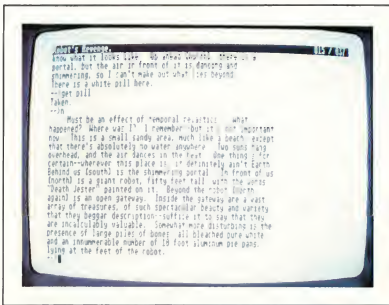 Robot's Revenge. 015 / 017
know what it looks like. Up ahead (north) there is a
portal, but the air in front of it is dancing and
shimmering, so I can't make out what lies beyond.
There is a white pill here.
-->get pill
Taken.
-->n
Must be an effect of temporal relativity what
happened? Where was I? I remember--but it's not important
now. This is a small sandy area, much like a beach, except
that there's absolutely no water anywhere. Two suns hang
overhead, and the air dances in the heat. One thing's for
certain--wherever this place is, it definitely ain't Earth.
Behind us (south) is the shimmering portal. In front of us
(north) is a giant robot, fifty feet tall, with the words
"Death Jester" painted on it. Beyond the robot (North
again) is an open gateway. Inside the gateway are a vast
array of treasures, of such spectacular beauty and variety
that they beggar description--suffice it to say that they
are incalculably valuable. Somewhat more disturbing is the
presence of large piles of bones, all bleached pure white
and an innumerable number of 10 foot aluminum pie pans,
lying at the feet of the robot.
-->